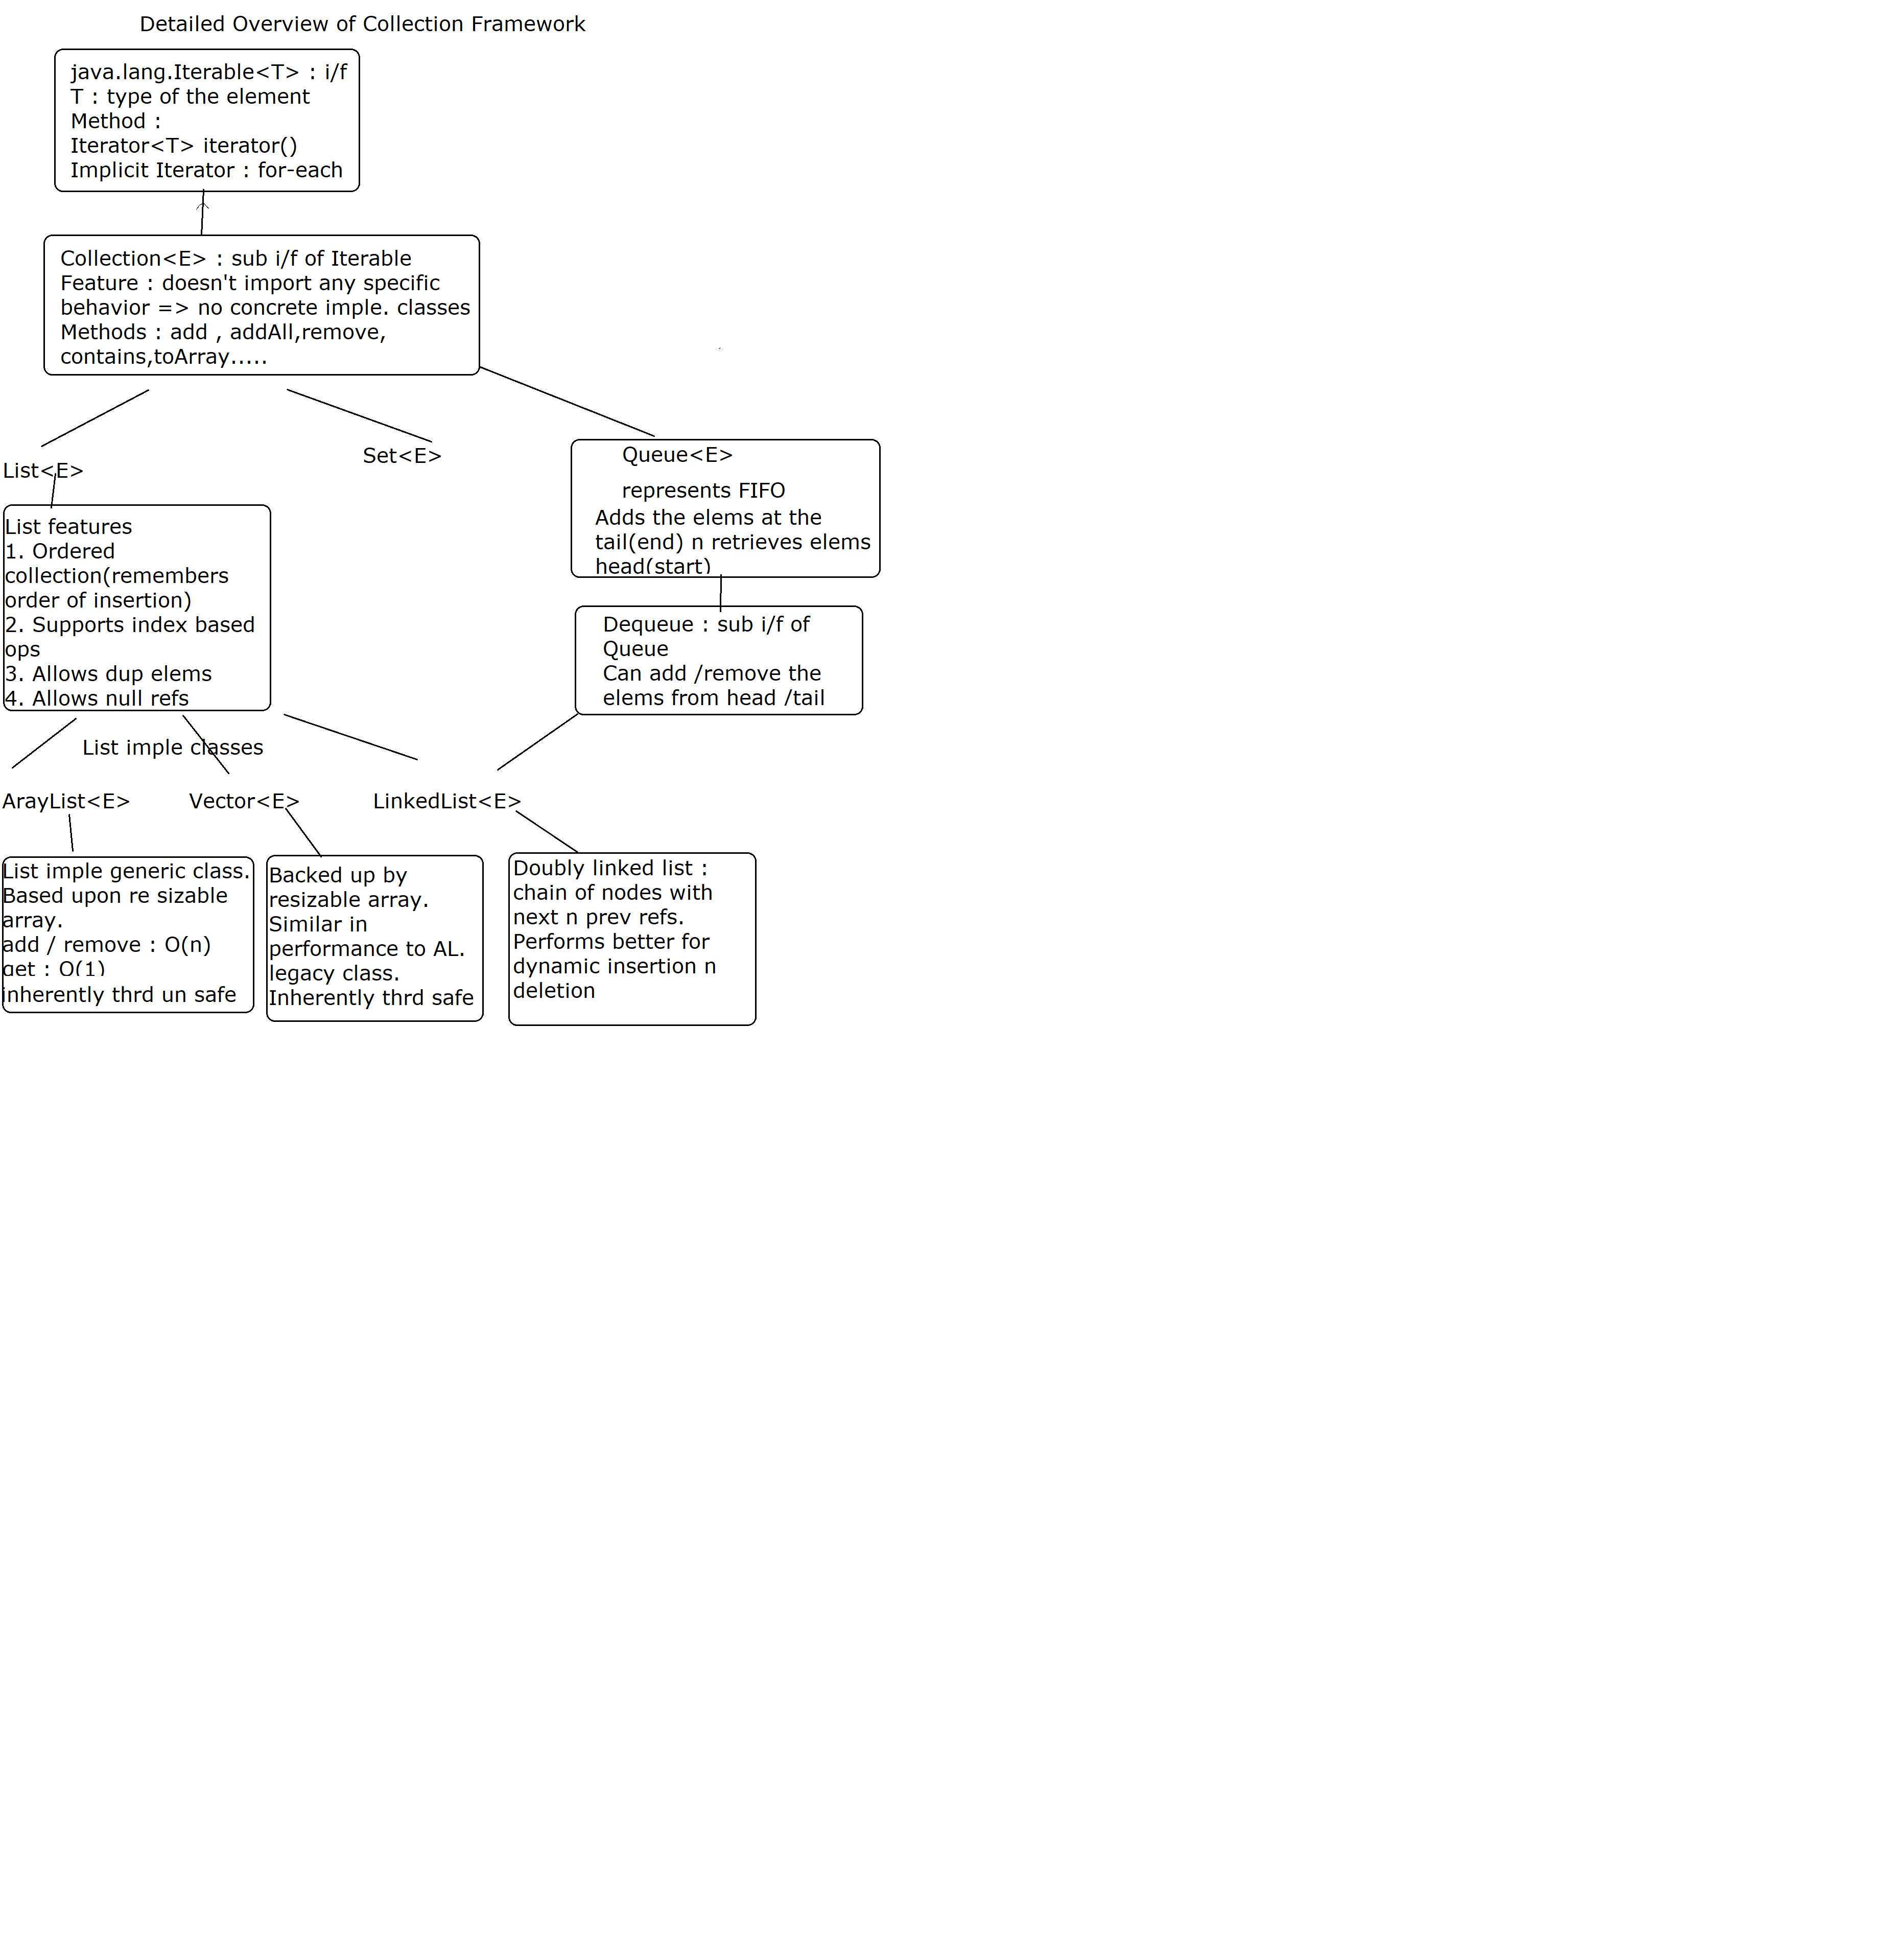 Detailed Overview of Collection Framework
java.lang.Iterable<T> : i/f
T : type of the element
Method :
Iterator<T> iterator()
Implicit Iterator : for-each
Collection<E> : sub i/f of Iterable
Feature : doesn't import any specific
behavior => no concrete imple. classes
Methods : add , addAll,remove,
contains,toArray.....
List<E>
Set<E>
Queue<E>
represents FIFO
Adds the elems at the
tail(end) n retrieves elems
head(start)
List features
1. Ordered
collection(remembers
order of insertion)
2. Supports index based
ops
3. Allows dup elems
4. Allows null refs
Dequeue : sub i/f of
Queue
Can add /remove the
elems from head /tail
List imple classes
ArayList<E>
Vector<E>
LinkedList<E>
List imple generic class.
Based upon re sizable
array.
add / remove : O(n)
get : O(1)
inherently thrd un safe
Backed up by
resizable array.
Similar in
performance to AL.
legacy class.
Inherently thrd safe
Doubly linked list :
chain of nodes with
next n prev refs.
Performs better for
dynamic insertion n
deletion